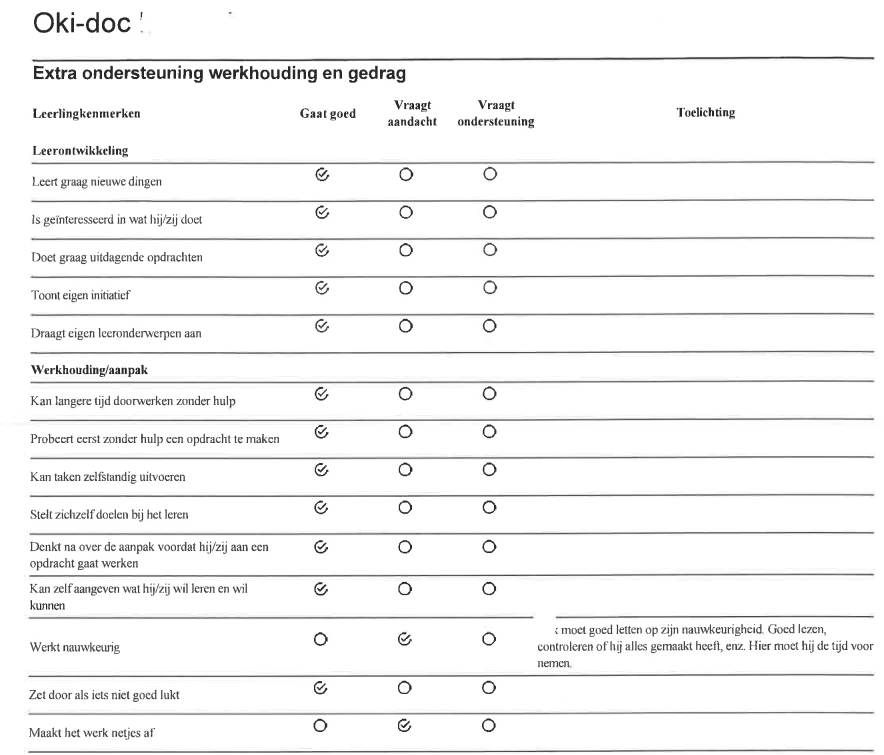 Oki-doc
Extra ondersteuning werkhouding en gedrag
Leerlingkenmerken Gaat goed Vraagt aandacht Vraagt ondersteuning Toelichting
Leerontwikkeling
Leert graag nieuwe dingen
Is geïnteresseerd in wat hij/zij doet
Doet graag uitdagende opdrachten
Toont eigen initiatief
Draagt eigen leeronderwerpen aan
Werkhouding/aanpak
Kan langere tijd doorwerken zonder hulp
Probeert eerst zonder hulp een opdracht te maken
Kan taken zelfstandig uitvoeren
Stelt zichzelf doelen bij het leren
Denkt na over de aanpak voordat hij/zij aan een
opdracht gaat werken
Kan zelf aangeven wat hij/zij wil leren en wil
kunnen
Werkt nauwkeurig
moet goed letten op zijn nauwkeurigheid. Goed lezen,
controleren of hij alles gemaakt heeft, enz. Hier moet hij de tijd voor
nemen.
Zet door als iets niet goed lukt
Maakt het werk netjes af